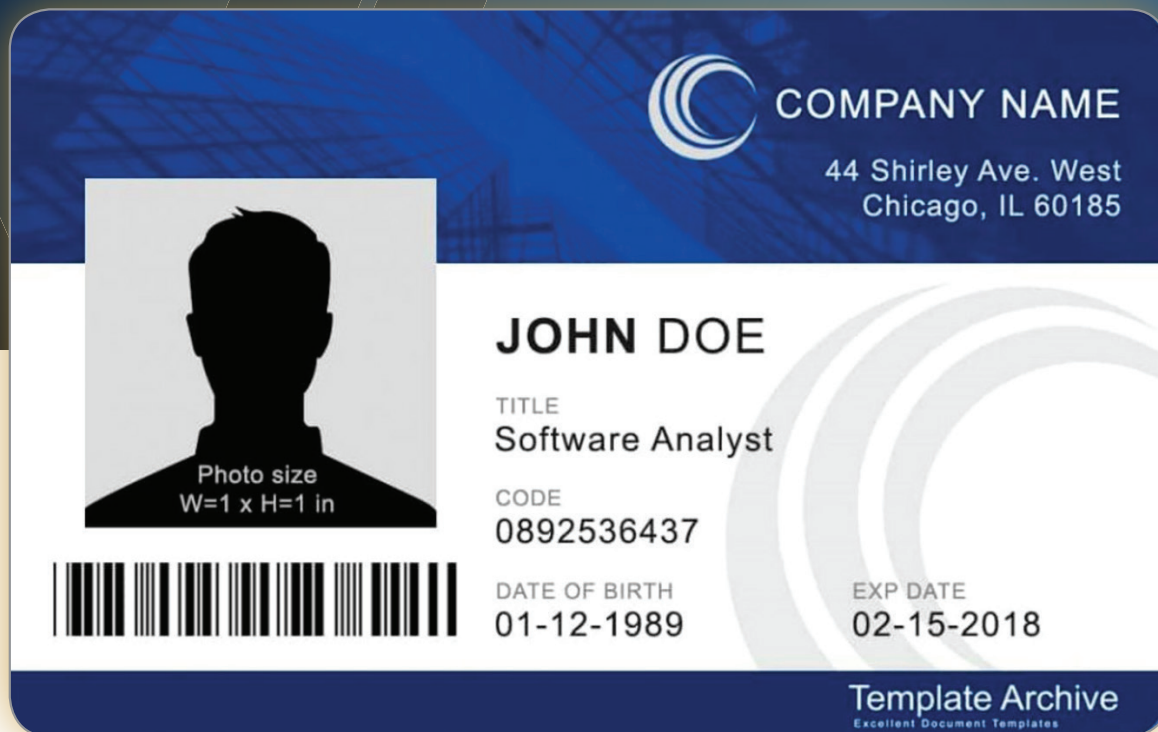 COMPANY NAME
44 Shirley Ave. West
Chicago, IL 60185
Photo size
W=1 x H=1 in
JOHN DOE
TITLE
Software Analyst
CODE
0892536437
DATE OF BIRTH
01-12-1989
EXP DATE
02-15-2018
Template Archive
Excellent Document Templates